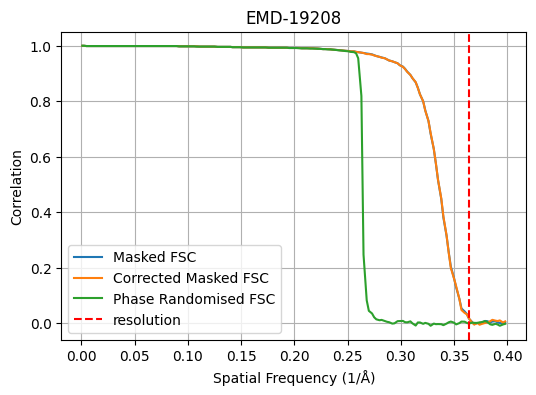 EMD-19208
Correlation
1.0
0.8
0.6
0.4
0.2
0.0
Masked FSC
Corrected Masked FSC
Phase Randomised FSC
resolution
0.00 0.05 0.10 0.15 0.20 0.25 0.30 0.35 0.40
Spatial Frequency (1/Å)